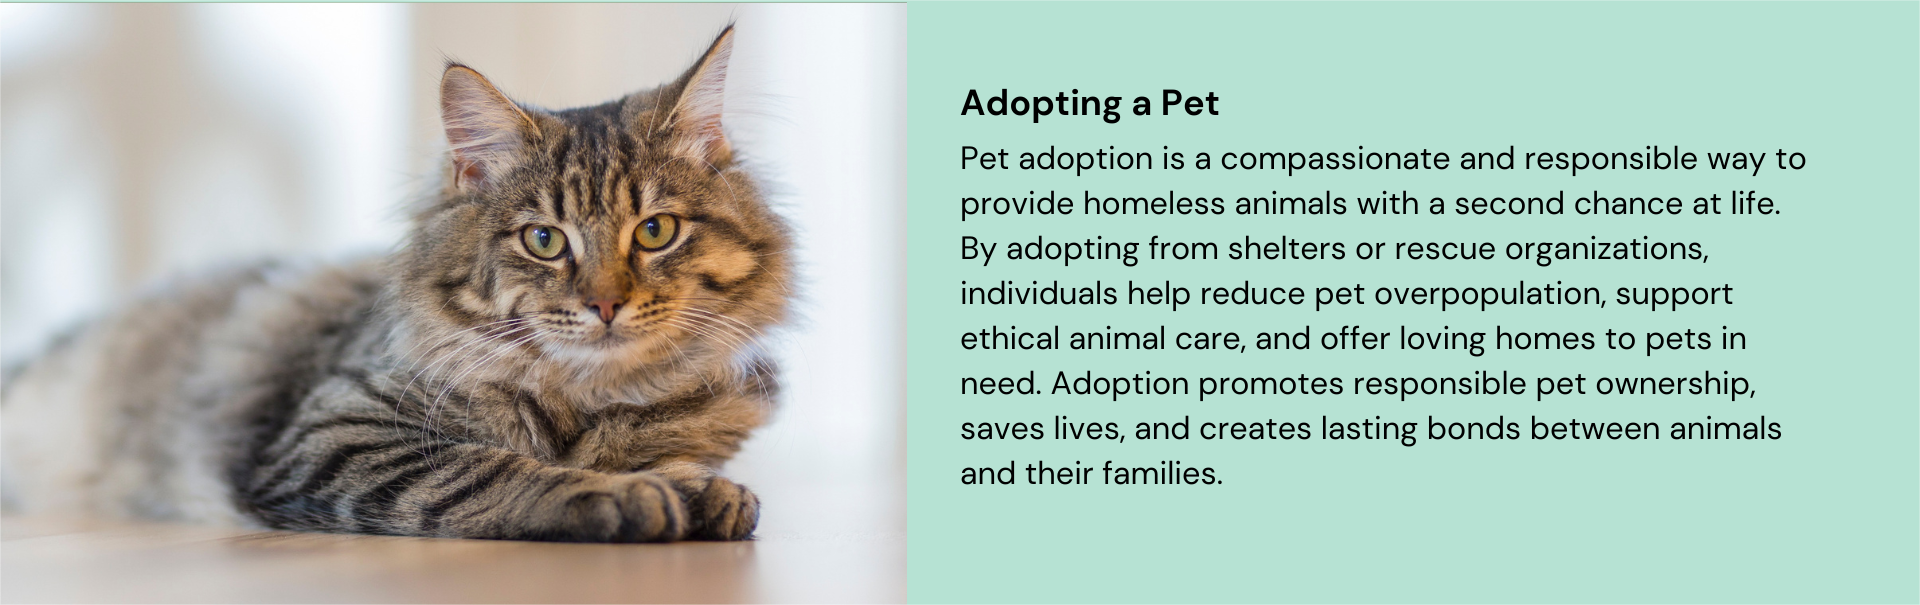 Adopting a Pet
Pet adoption is a compassionate and responsible way to
provide homeless animals with a second chance at life.
By adopting from shelters or rescue organizations,
individuals help reduce pet overpopulation, support
ethical animal care, and offer loving homes to pets in
need. Adoption promotes responsible pet ownership,
saves lives, and creates lasting bonds between animals
and their families.